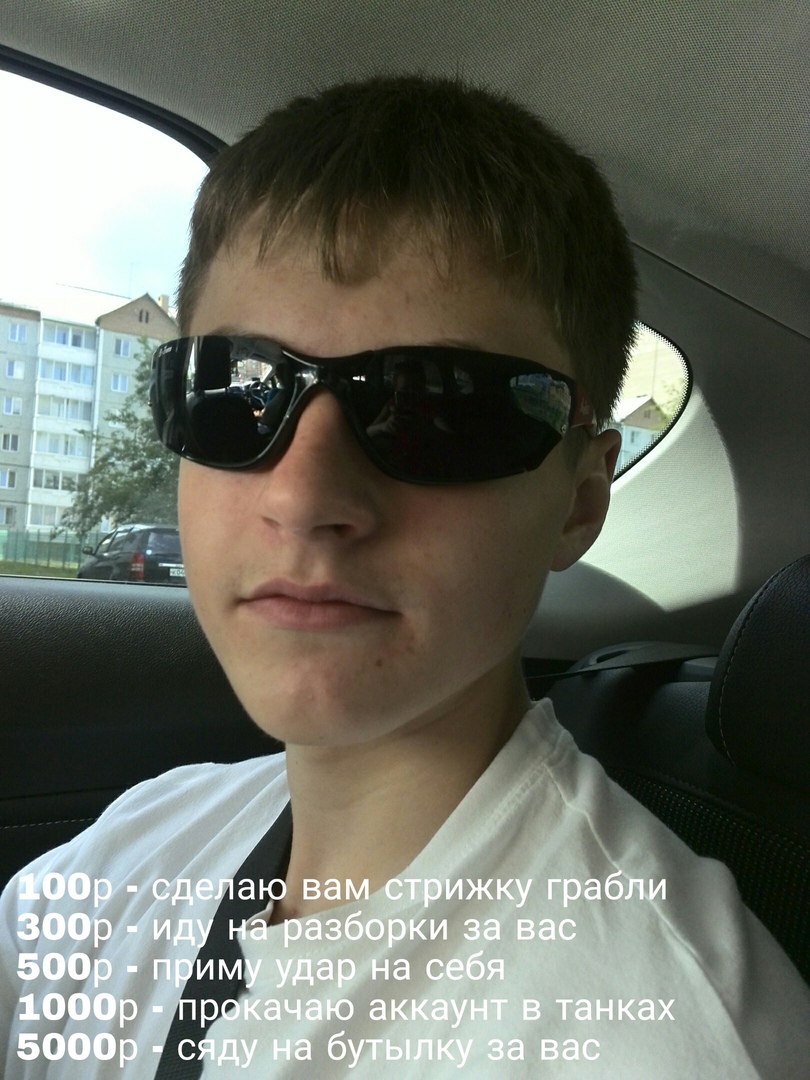 100р - сделаю вам стрижку грабли
300р - иду на разборки за вас
500р - приму удар на себя
1000р - прокачаю аккаунт в танках
5000р - сяду на бутылку за вас